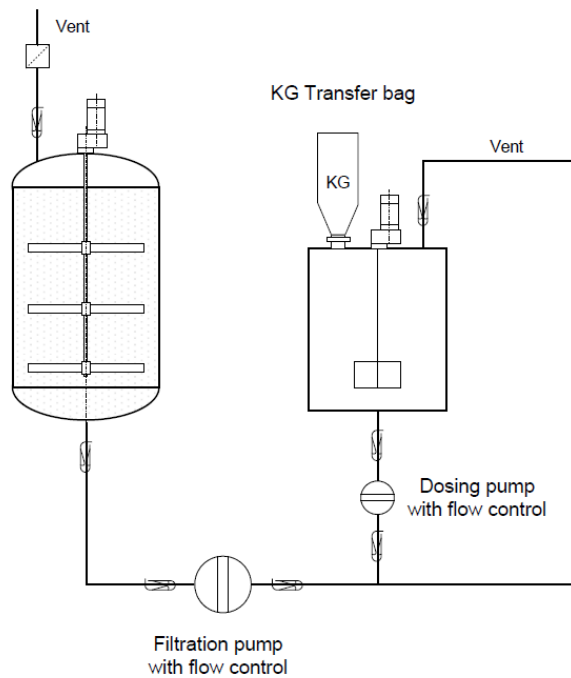 Vent
KG Transfer bag
Vent
KG
Dosing pump
with flow control
Filtration pump
with flow control